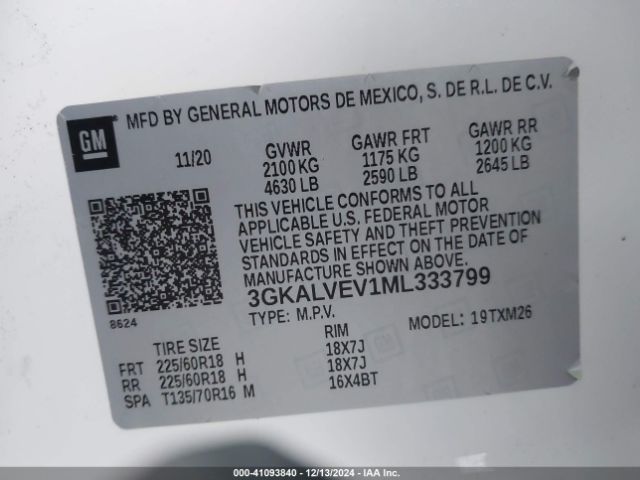 MFD BY GENERAL MOTORS DE MEXICO, S. DE R.L. DE C.V.
GM
11/20
GVWR GAWR FRT GAWR RR
2100 KG 1175 KG 1200 KG
4630 LB 2590 LB 2645 LB
THIS VEHICLE CONFORMS TO ALL
APPLICABLE U.S. FEDERAL MOTOR
VEHICLE SAFETY AND THEFT PREVENTION
STANDARDS IN EFFECT ON THE DATE OF
MANUFACTURE SHOWN ABOVE.
3GKALVEV1ML333799
8624
TYPE: M.P.V. MODEL: 19TXM26
TIRE SIZE RIM
FRT 225/60R18 H 18X7J
RR 225/60R18 H 18X7J
SPA T135/70R16 M 16X4BT
00-41093840 - 12/13/2024 - IAA Inc.